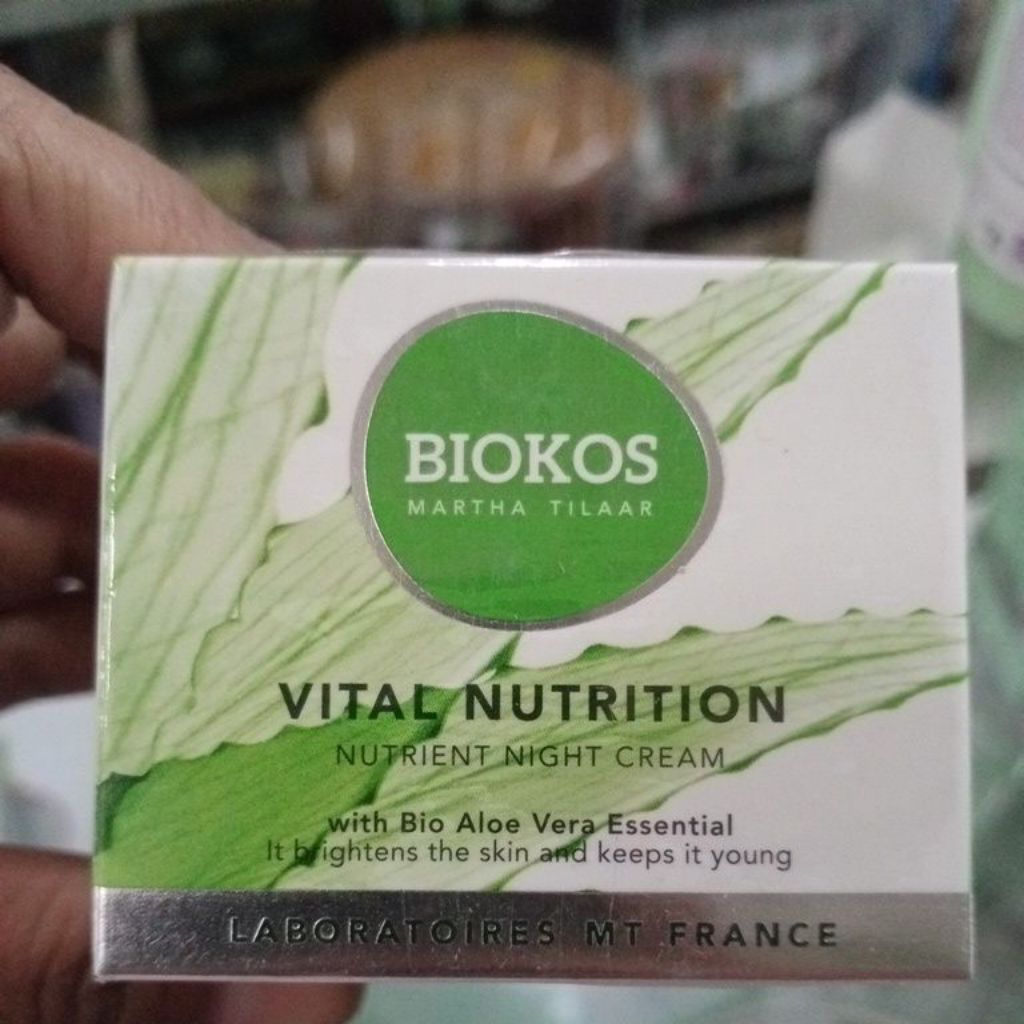 BIOKOS
MARTHA TILAAR
VITAL NUTRITION
NUTRIENT NIGHT CREAM
with Bio Aloe Vera Essential
It brightens the skin and keeps it young
LABORATOIRES MT FRANCE